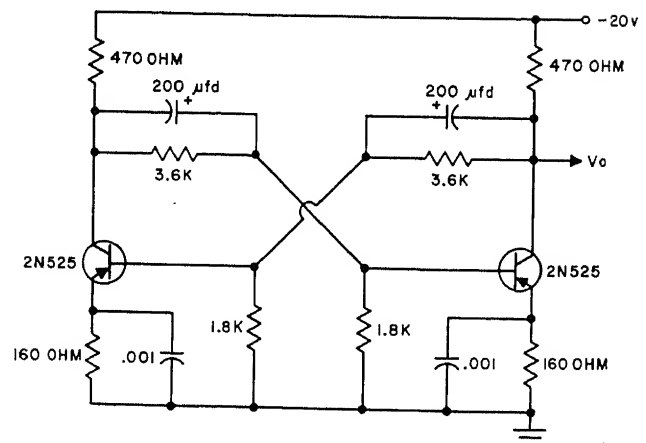 -20v
470 OHM
470 OHM
200 µfd
+
200 µfd
+
3.6K
3.6K
Vo
2N525
2N525
1.8K
1.8K
160 OHM
.001
.001
160 OHM